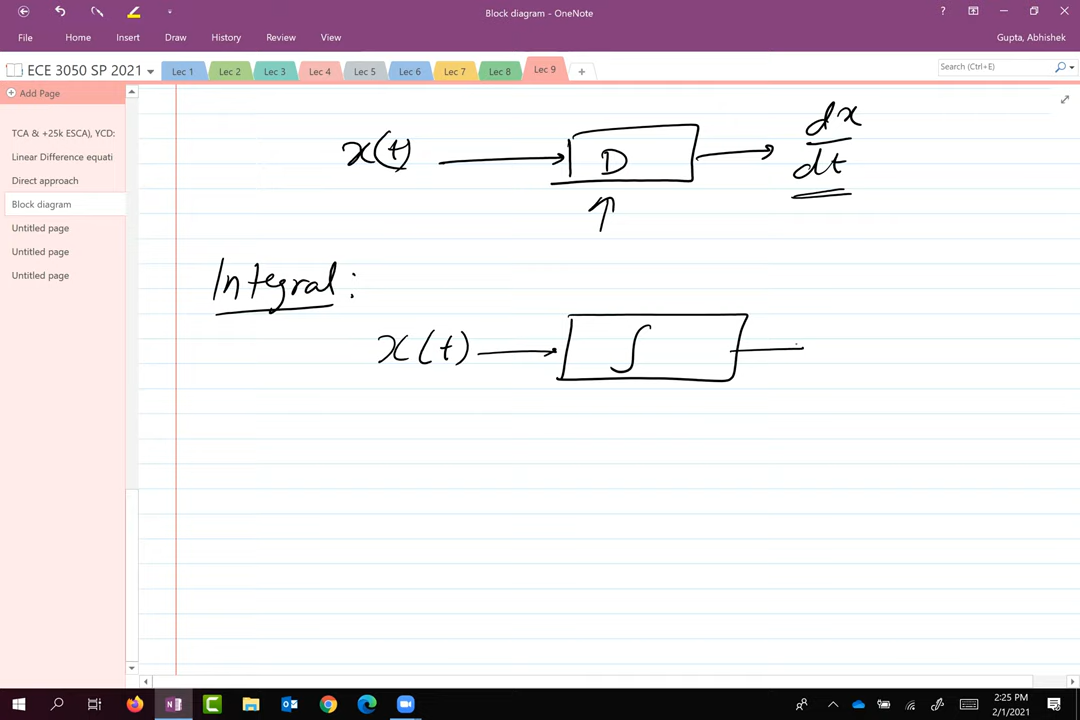 Block diagram - OneNote
?
Gupta, Abhishek
File Home Insert Draw History Review View
ECE 3050 SP 2021
Lec 1 Lec 2 Lec 3 Lec 4 Lec 5 Lec 6 Lec 7 Lec 8 Lec 9 +
Search (Ctrl+E)
Add Page
TCA & +25k ESCA), YCD:
Linear Difference equati
Direct approach
Block diagram
Untitled page
Untitled page
Untitled page
x(t) → D → dx
dt
Integral:
x(t) → ∫
2:25 PM
2/1/2021